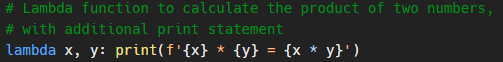 # Lambda function to calculate the product of two numbers,
# with additional print statement
lambda x, y: print(f'{x} * {y} = {x * y}')